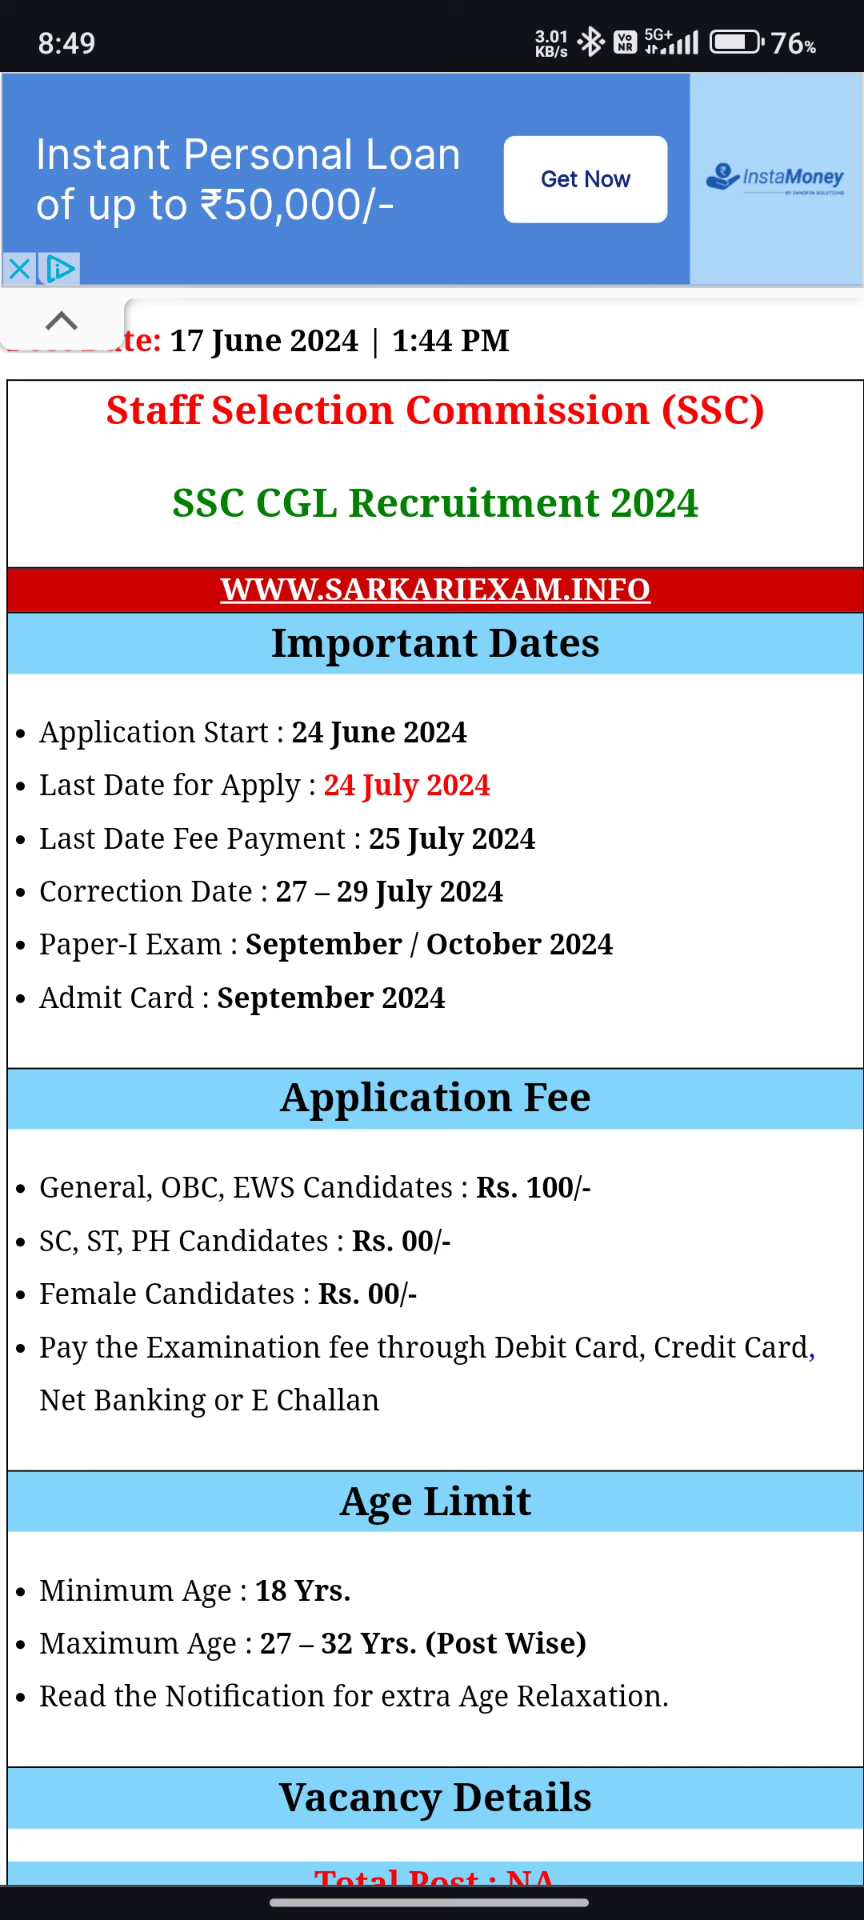 8:49
3.01 KB/s Vo NR 5G+ 76%
Instant Personal Loan
of up to ₹50,000/-
Get Now
InstaMoney
te: 17 June 2024 | 1:44 PM
Staff Selection Commission (SSC)
SSC CGL Recruitment 2024
WWW.SARKARIEXAM.INFO
Important Dates
• Application Start : 24 June 2024
• Last Date for Apply : 24 July 2024
• Last Date Fee Payment : 25 July 2024
• Correction Date : 27 – 29 July 2024
• Paper-I Exam : September / October 2024
• Admit Card : September 2024
Application Fee
• General, OBC, EWS Candidates : Rs. 100/-
• SC, ST, PH Candidates : Rs. 00/-
• Female Candidates : Rs. 00/-
• Pay the Examination fee through Debit Card, Credit Card,
Net Banking or E Challan
Age Limit
• Minimum Age : 18 Yrs.
• Maximum Age : 27 – 32 Yrs. (Post Wise)
• Read the Notification for extra Age Relaxation.
Vacancy Details
Total Post : NA